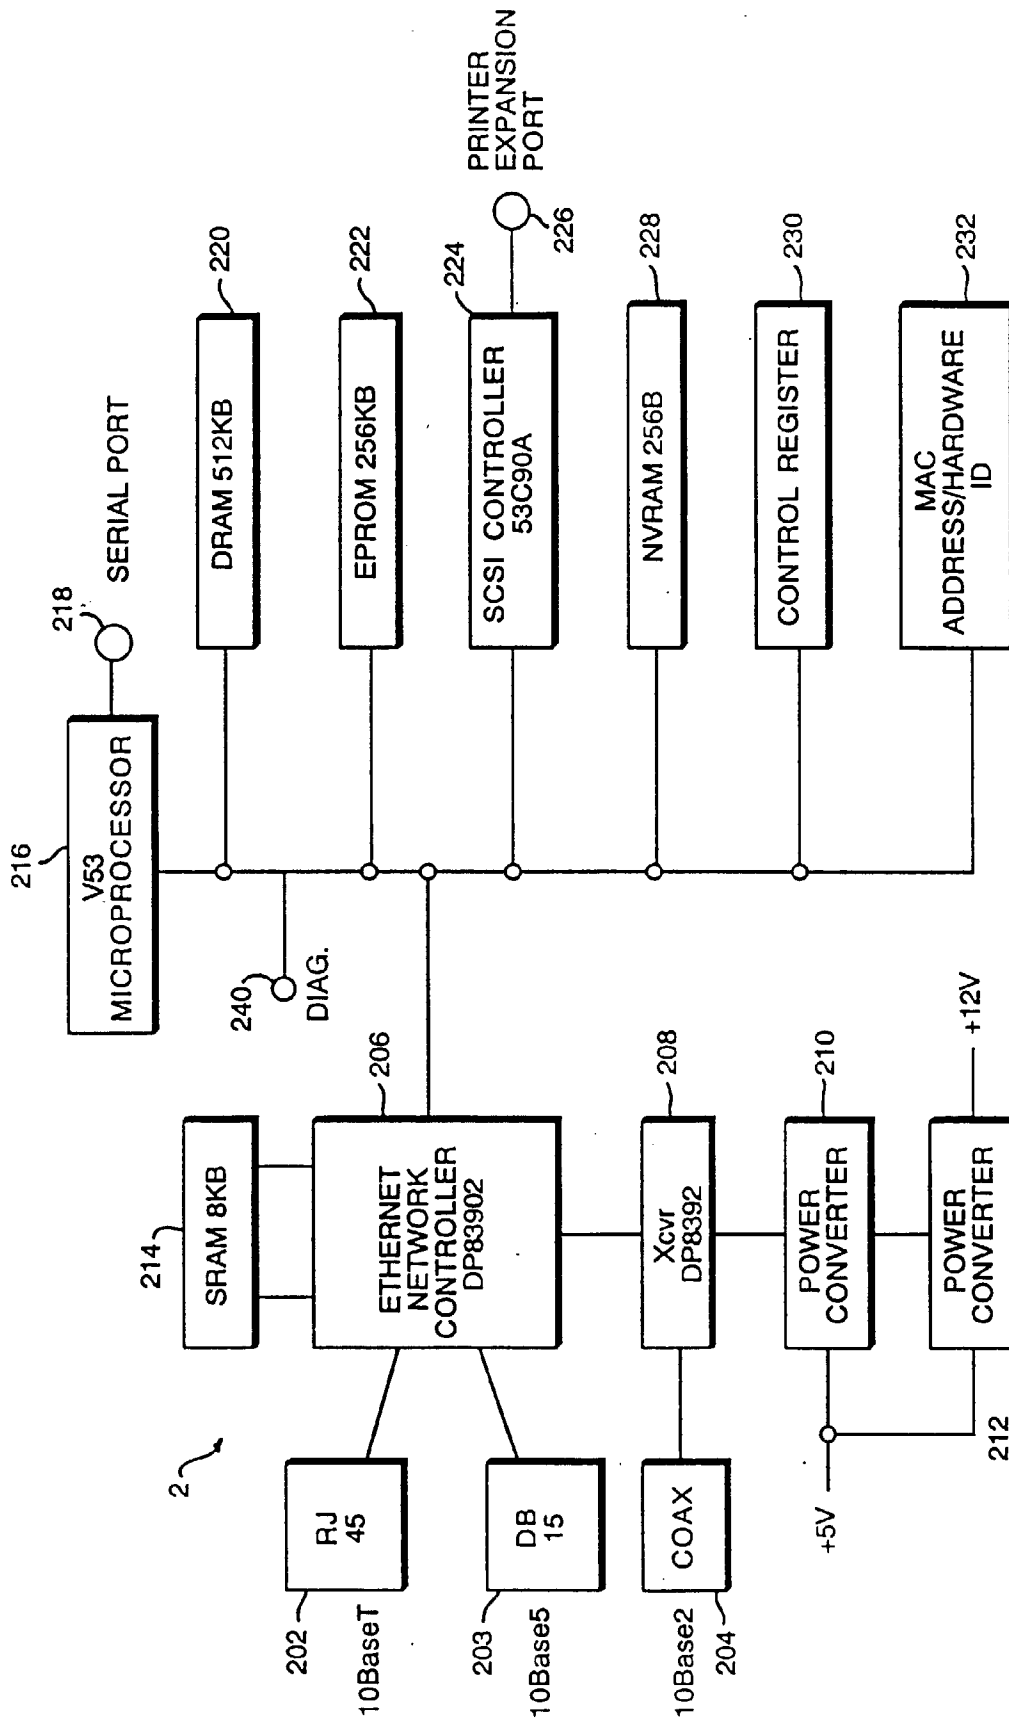 2
202
RJ
45
10BaseT
203
DB
15
10Base5
204
COAX
10Base2
214
SRAM 8KB
206
ETHERNET
NETWORK
CONTROLLER
DP83902
208
Xcvr
DP8392
210
POWER
CONVERTER
+5V
212
POWER
CONVERTER
+12V
216
V53
MICROPROCESSOR
218
SERIAL PORT
240
DIAG.
220
DRAM 512KB
222
EPROM 256KB
224
SCSI CONTROLLER
53C90A
226
PRINTER
EXPANSION
PORT
228
NVRAM 256B
230
CONTROL REGISTER
232
MAC
ADDRESS/HARDWARE
ID